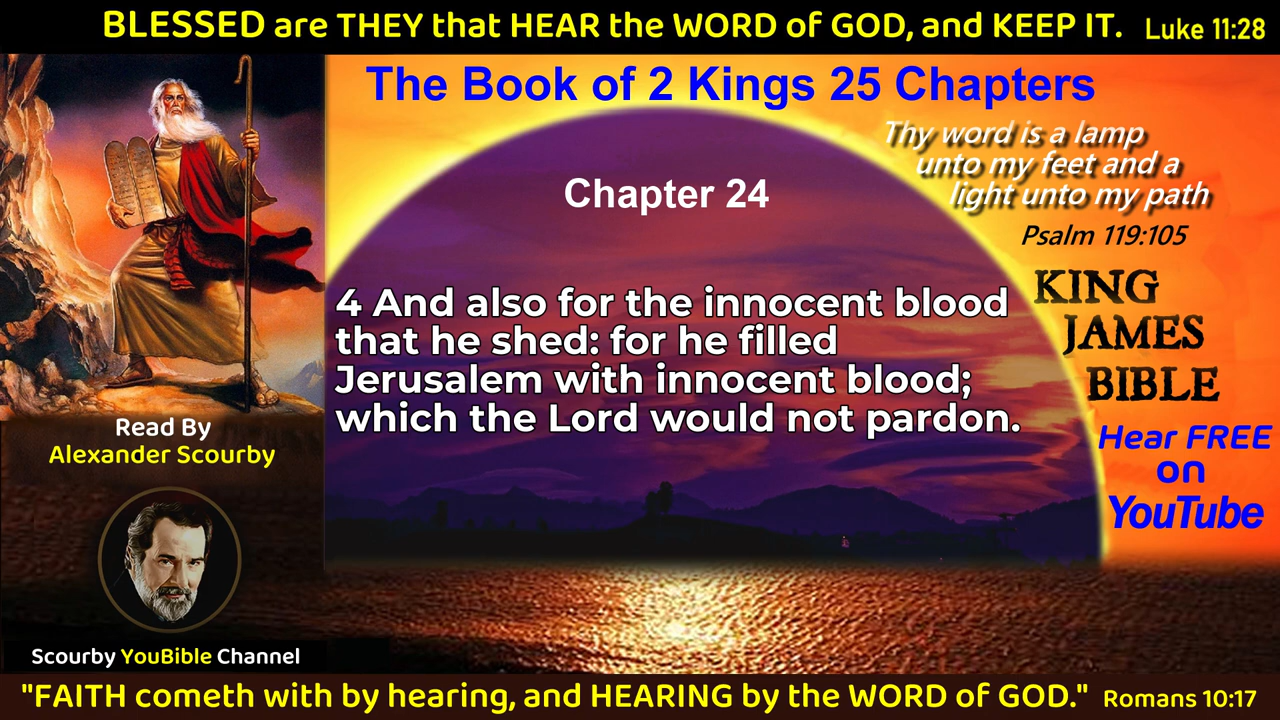 BLESSED are THEY that HEAR the WORD of GOD, and KEEP IT. Luke 11:28
The Book of 2 Kings 25 Chapters
Thy word is a lamp
unto my feet and a
light unto my path
Psalm 119:105
Chapter 24
4 And also for the innocent blood
that he shed: for he filled
Jerusalem with innocent blood;
which the Lord would not pardon.
KING
JAMES
BIBLE
Hear FREE
on
YouTube
Read By
Alexander Scourby
Scourby YouBible Channel
"FAITH cometh with by hearing, and HEARING by the WORD of GOD." Romans 10:17